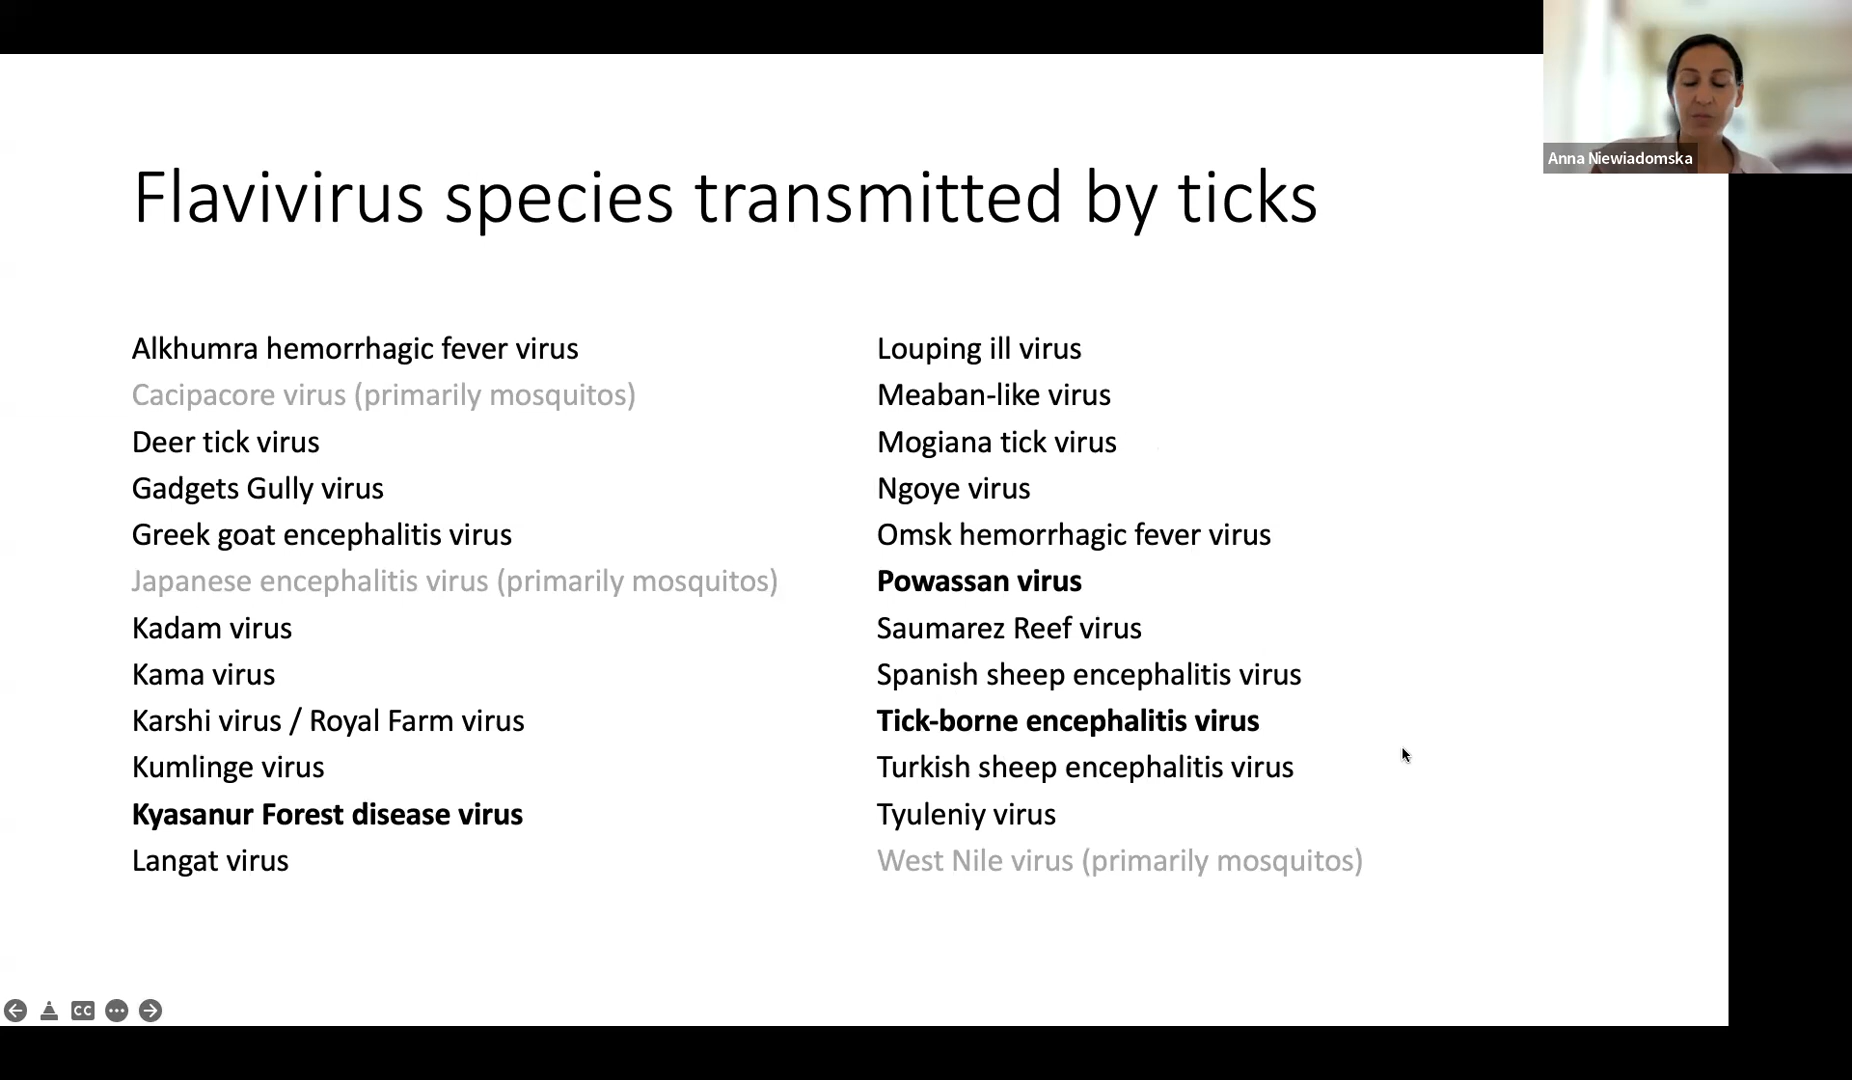 Anna Niewiadomska
Flavivirus species transmitted by ticks
Alkhumra hemorrhagic fever virus
Cacipacore virus (primarily mosquitos)
Deer tick virus
Gadgets Gully virus
Greek goat encephalitis virus
Japanese encephalitis virus (primarily mosquitos)
Kadam virus
Kama virus
Karshi virus / Royal Farm virus
Kumlinge virus
Kyasanur Forest disease virus
Langat virus
Louping ill virus
Meaban-like virus
Mogiana tick virus
Ngoye virus
Omsk hemorrhagic fever virus
Powassan virus
Saumarez Reef virus
Spanish sheep encephalitis virus
Tick-borne encephalitis virus
Turkish sheep encephalitis virus
Tyuleniy virus
West Nile virus (primarily mosquitos)
CC